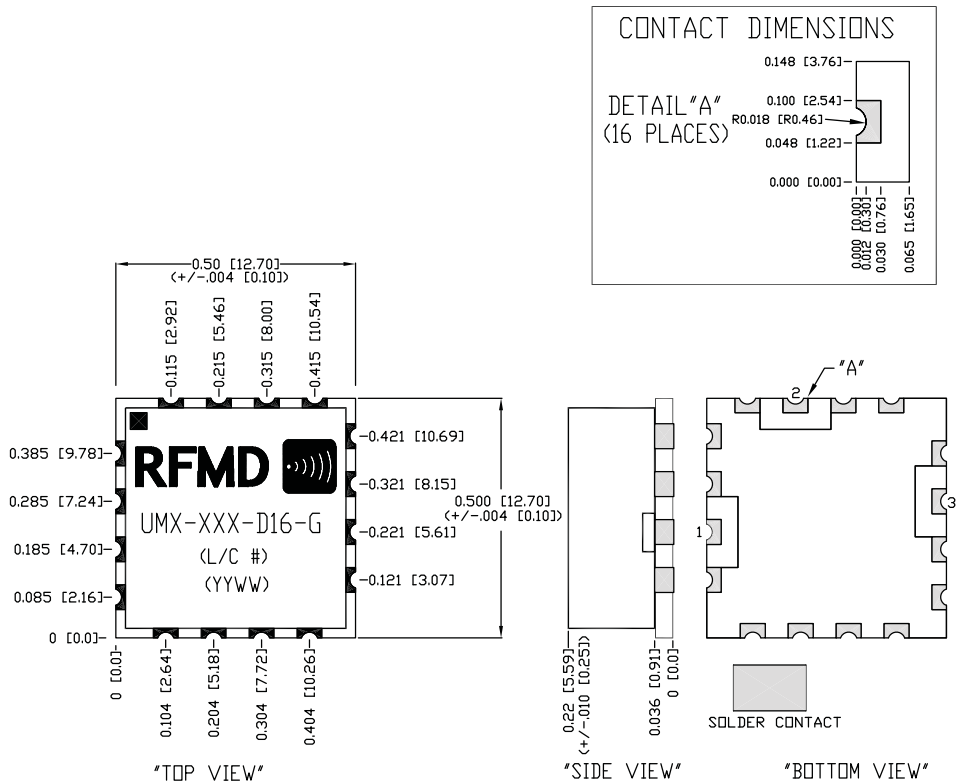 CONTACT DIMENSIONS
0.148 [3.76]
DETAIL"A"
(16 PLACES)
0.100 [2.54]
R0.018 [R0.46]
0.048 [1.22]
0.000 [0.00]
0.000 [0.00]
0.012 [0.30]
0.030 [0.76]
0.065 [1.65]
0.50 [12.70]
(+/-.004 [0.10])
0.115 [2.92]
0.215 [5.46]
0.315 [8.00]
0.415 [10.54]
0.385 [9.78]
0.285 [7.24]
0.185 [4.70]
0.085 [2.16]
0 [0.0]
RFMD
UMX-XXX-D16-G
(L/C #)
(YYWW)
0.421 [10.69]
0.321 [8.15]
0.221 [5.61]
0.121 [3.07]
0.500 [12.70]
(+/-.004 [0.10])
0 [0.0]
0.104 [2.64]
0.204 [5.18]
0.304 [7.72]
0.404 [10.26]
"TOP VIEW"
0.22 [5.59]
(+/-.010 [0.25])
0.036 [0.91]
0 [0.0]
"SIDE VIEW"
"A"
2
1
3
SOLDER CONTACT
"BOTTOM VIEW"